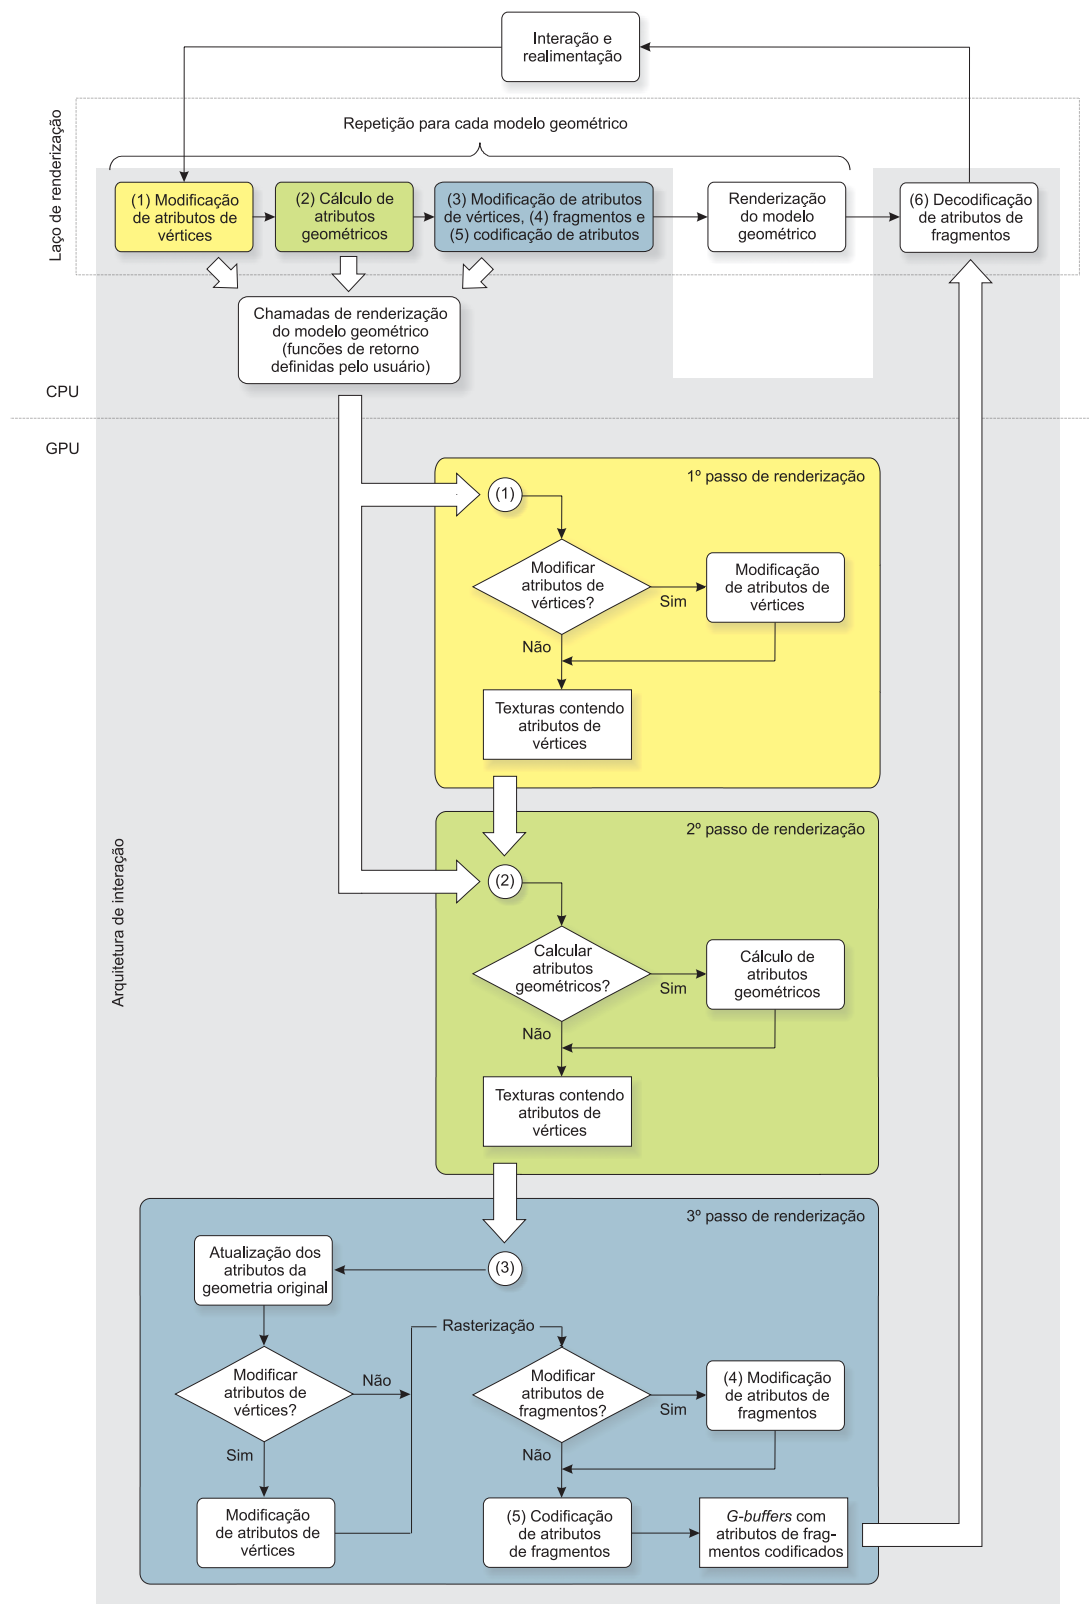 Interação e
realimentação
Laço de renderização
Repetição para cada modelo geométrico
(1) Modificação
de atributos de
vértices
(2) Cálculo de
atributos
geométricos
(3) Modificação de atributos
de vértices, (4) fragmentos e
(5) codificação de atributos
Renderização
do modelo
geométrico
(6) Decodificação
de atributos de
fragmentos
Chamadas de renderização
do modelo geométrico
(funcões de retorno
definidas pelo usuário)
CPU
GPU
Arquitetura de interação
1º passo de renderização
(1)
Modificar
atributos de
vértices?
Sim
Modificação
de atributos de
vértices
Não
Texturas contendo
atributos de
vértices
2º passo de renderização
(2)
Calcular
atributos
geométricos?
Sim
Cálculo de
atributos
geométricos
Não
Texturas contendo
atributos de
vértices
3º passo de renderização
(3)
Atualização dos
atributos da
geometria original
Modificar
atributos de
vértices?
Não
Sim
Modificação
de atributos de
vértices
Rasterização
Modificar
atributos de
fragmentos?
Sim
(4) Modificação
de atributos de
fragmentos
Não
(5) Codificação
de atributos
de fragmentos
G-buffers com
atributos de frag-
mentos codificados